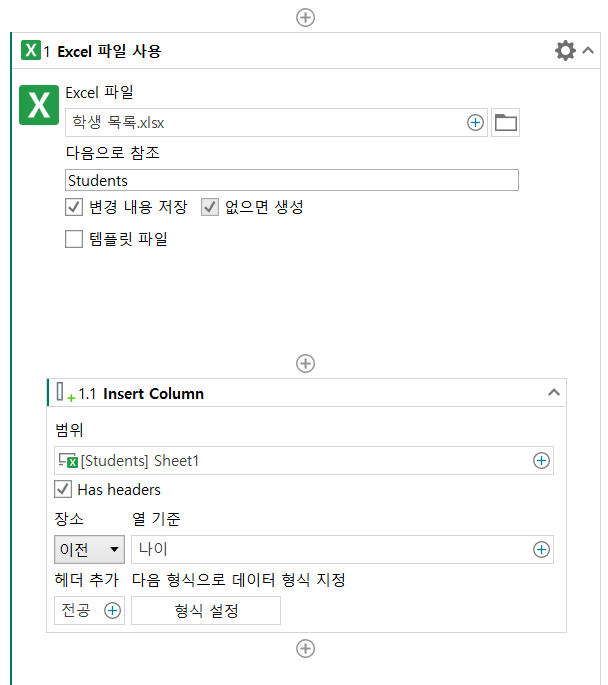 1 Excel 파일 사용
Excel 파일
학생 목록.xlsx
다음으로 참조
Students
변경 내용 저장 없으면 생성
템플릿 파일
1.1 Insert Column
범위
[Students] Sheet1
Has headers
장소 열 기준
이전 나이
헤더 추가 다음 형식으로 데이터 형식 지정
전공 형식 설정